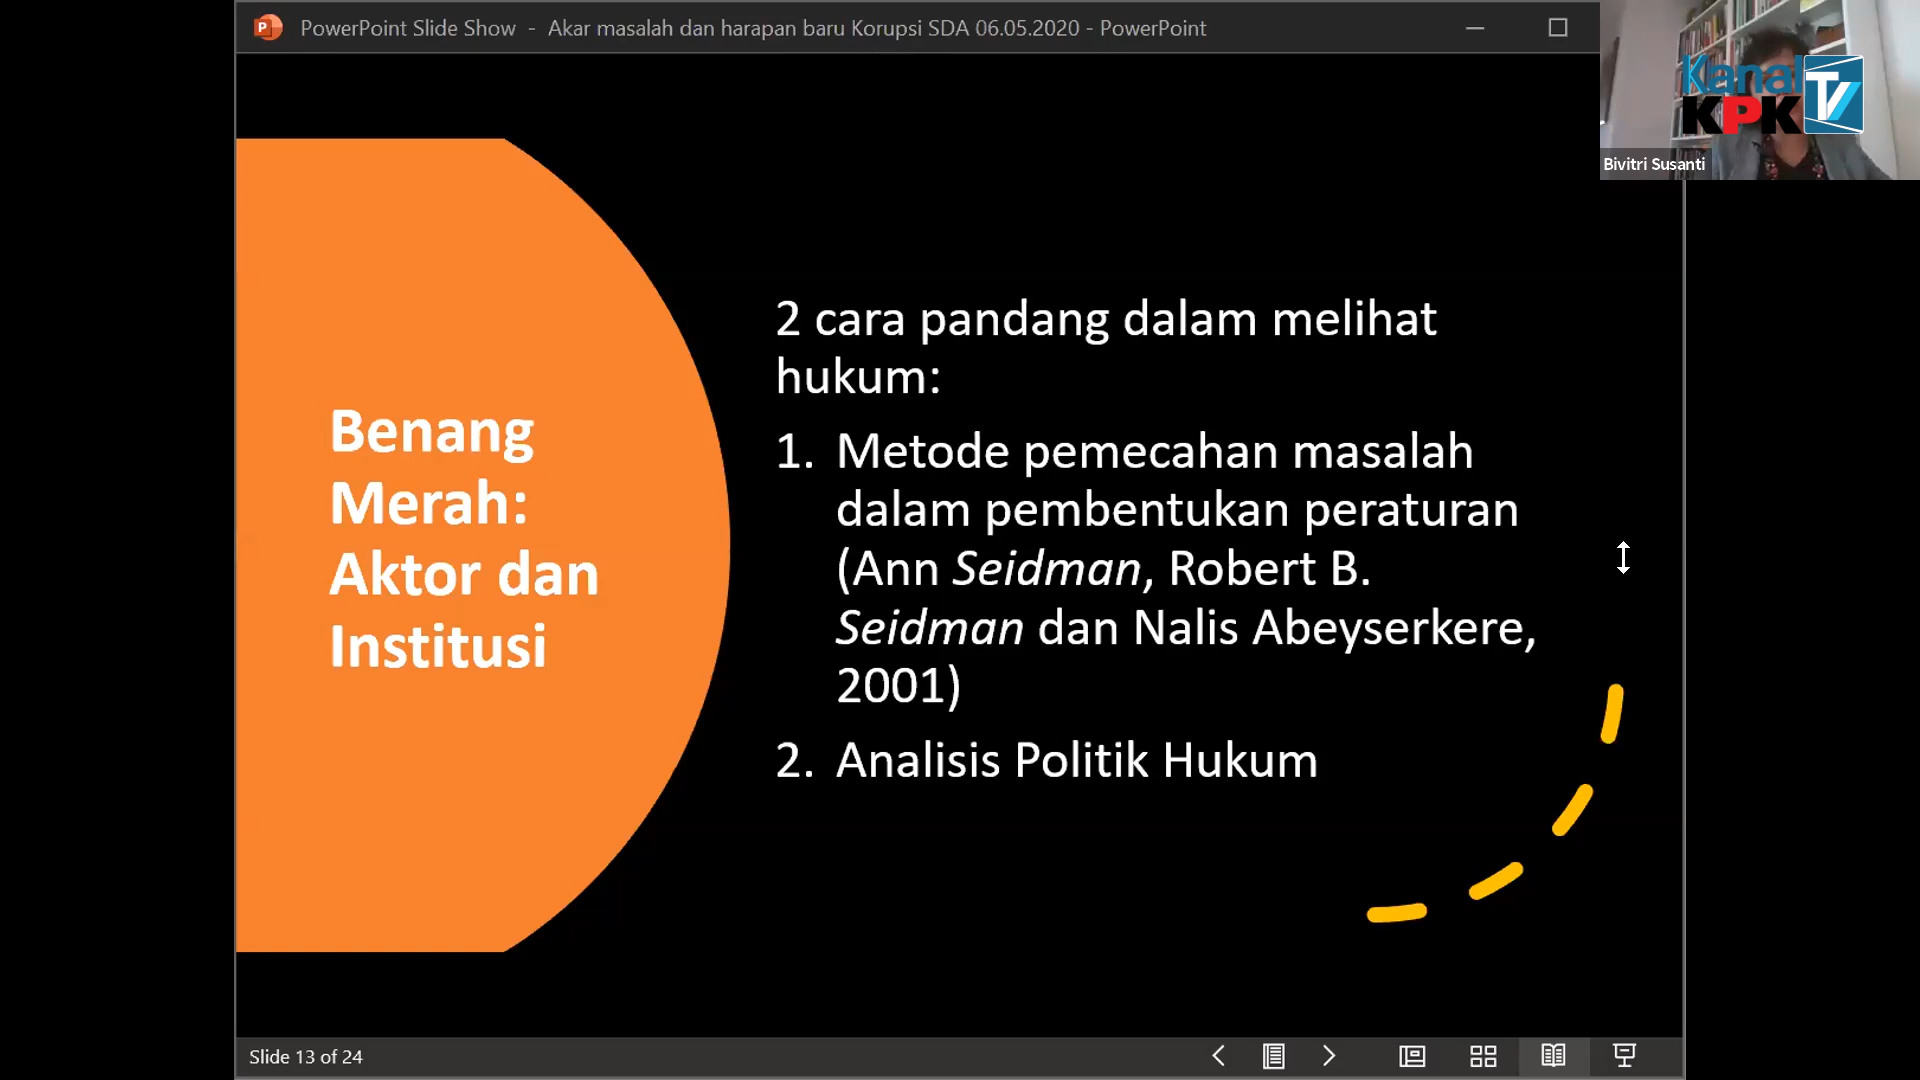 PowerPoint Slide Show - Akar masalah dan harapan baru Korupsi SDA 06.05.2020 - PowerPoint
Kanal
KPK TV
Bivitri Susanti
Benang
Merah:
Aktor dan
Institusi
2 cara pandang dalam melihat
hukum:
1. Metode pemecahan masalah
dalam pembentukan peraturan
(Ann Seidman, Robert B.
Seidman dan Nalis Abeyserkere,
2001)
2. Analisis Politik Hukum
Slide 13 of 24